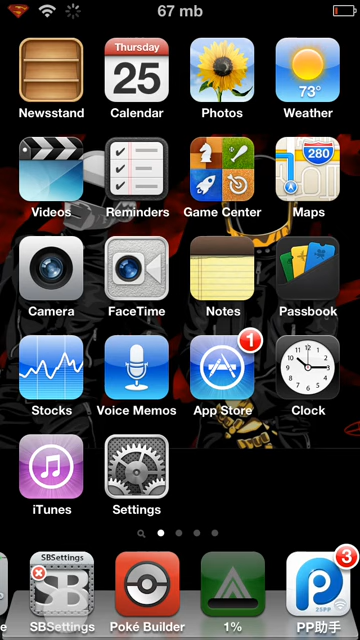 67 mb
Thursday
25
73°
Newsstand Calendar Photos Weather
280
Videos Reminders Game Center Maps
Camera FaceTime Notes Passbook
1
Stocks Voice Memos App Store Clock
iTunes Settings
3
SBSettings
SB
25PP
e SBSettings Poké Builder 1% PP助手